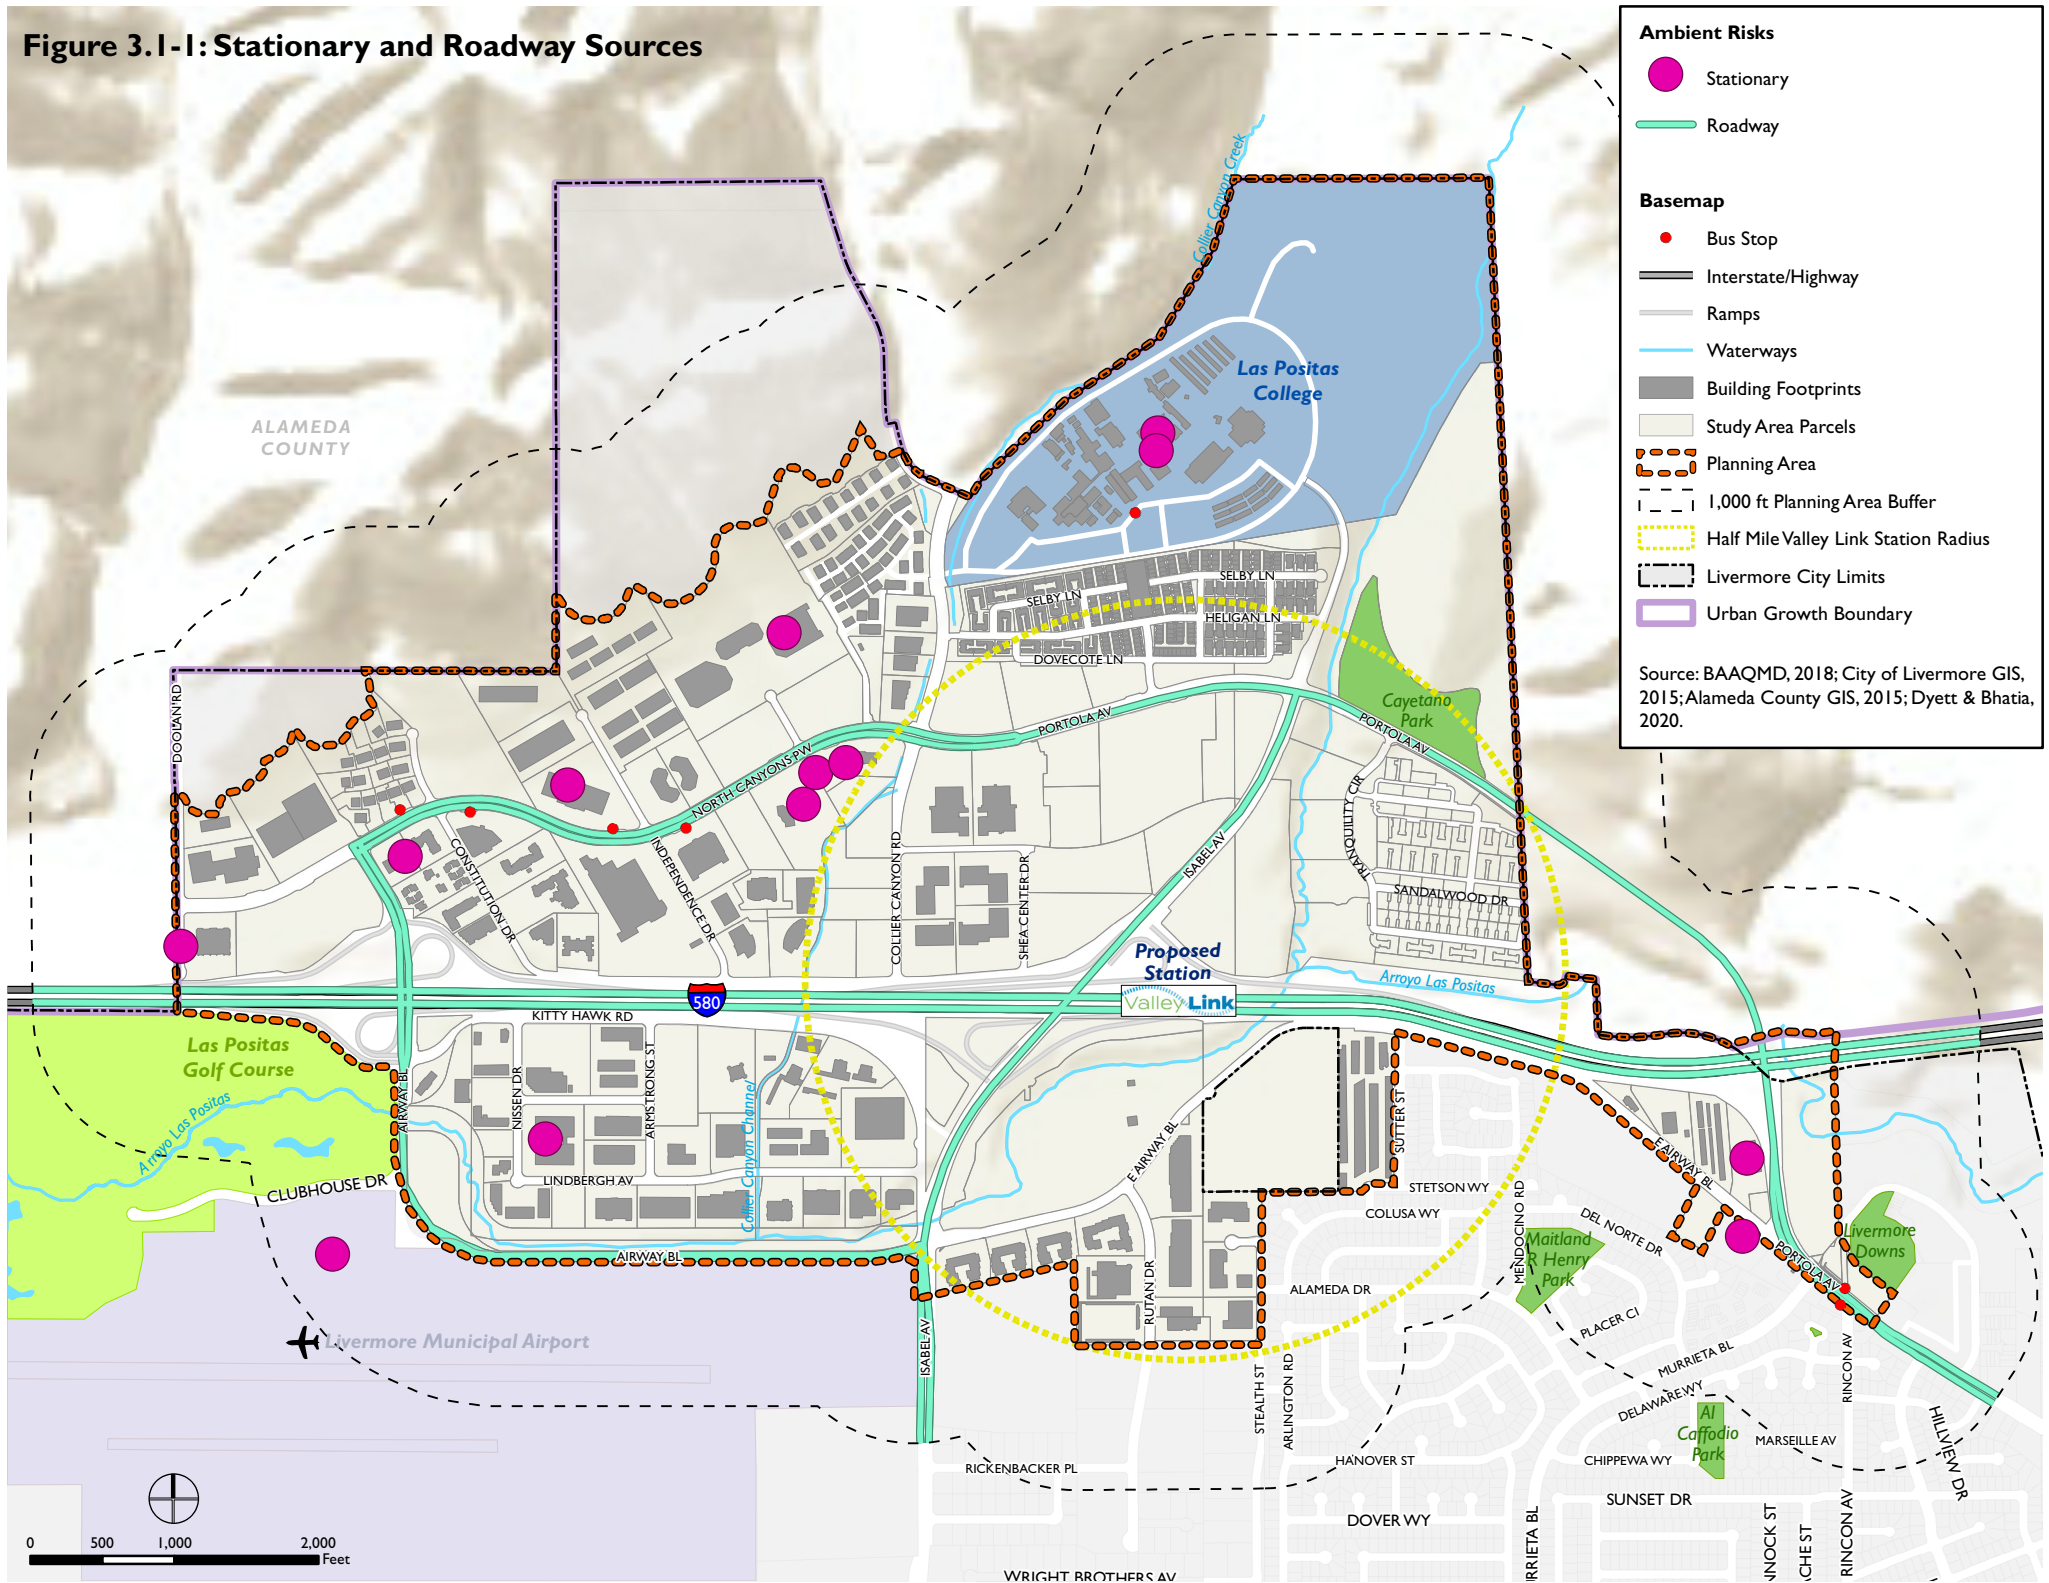 Figure 3.1-1: Stationary and Roadway Sources
Ambient Risks
Stationary
Roadway
Basemap
Bus Stop
Interstate/Highway
Ramps
Waterways
Building Footprints
Study Area Parcels
Planning Area
1,000 ft Planning Area Buffer
Half Mile Valley Link Station Radius
Livermore City Limits
Urban Growth Boundary
Source: BAAQMD, 2018; City of Livermore GIS,
2015; Alameda County GIS, 2015; Dyett & Bhatia,
2020.
Collier Canyon Creek
Las Positas
College
ALAMEDA
COUNTY
SELBY LN
SELBY LN
HELIGAN LN
DOVECOTE LN
DOOLAN RD
Cayetano
Park
PORTOLA AV
PORTOLA AV
NORTH CANYONS PW
TRANQUILITY CIR
ISABEL AV
CONSTITUTION DR
INDEPENDENCE DR
COLLIER CANYON RD
SHEA CENTER DR
SANDALWOOD DR
Proposed
Station
Valley Link
Arroyo Las Positas
580
KITTY HAWK RD
Las Positas
Golf Course
Arroyo Las Positas
AIRWAY BL
NISSEN DR
ARMSTRONG ST
Collier Canyon Channel
LINDBERGH AV
E AIRWAY BL
SUTTER ST
E AIRWAY BL
CLUBHOUSE DR
STETSON WY
COLUSA WY
MENDOCINO RD
DEL NORTE DR
Maitland
R Henry
Park
Livermore
Downs
PORTOLA AV
AIRWAY BL
RUTAN DR
ALAMEDA DR
PLACER CI
Livermore Municipal Airport
ISABEL AV
STEALTH ST
ARLINGTON RD
MURRIETA BL
DELAWARE WY
RINCON AV
Al
Caffodio
Park
MARSEILLE AV
HILLVIEW DR
RICKENBACKER PL
HANOVER ST
CHIPPEWA WY
SUNSET DR
DOVER WY
RRIETA BL
NNOCK ST
ACHE ST
RINCON AV
WRIGHT BROTHERS AV
0 500 1,000 2,000
Feet